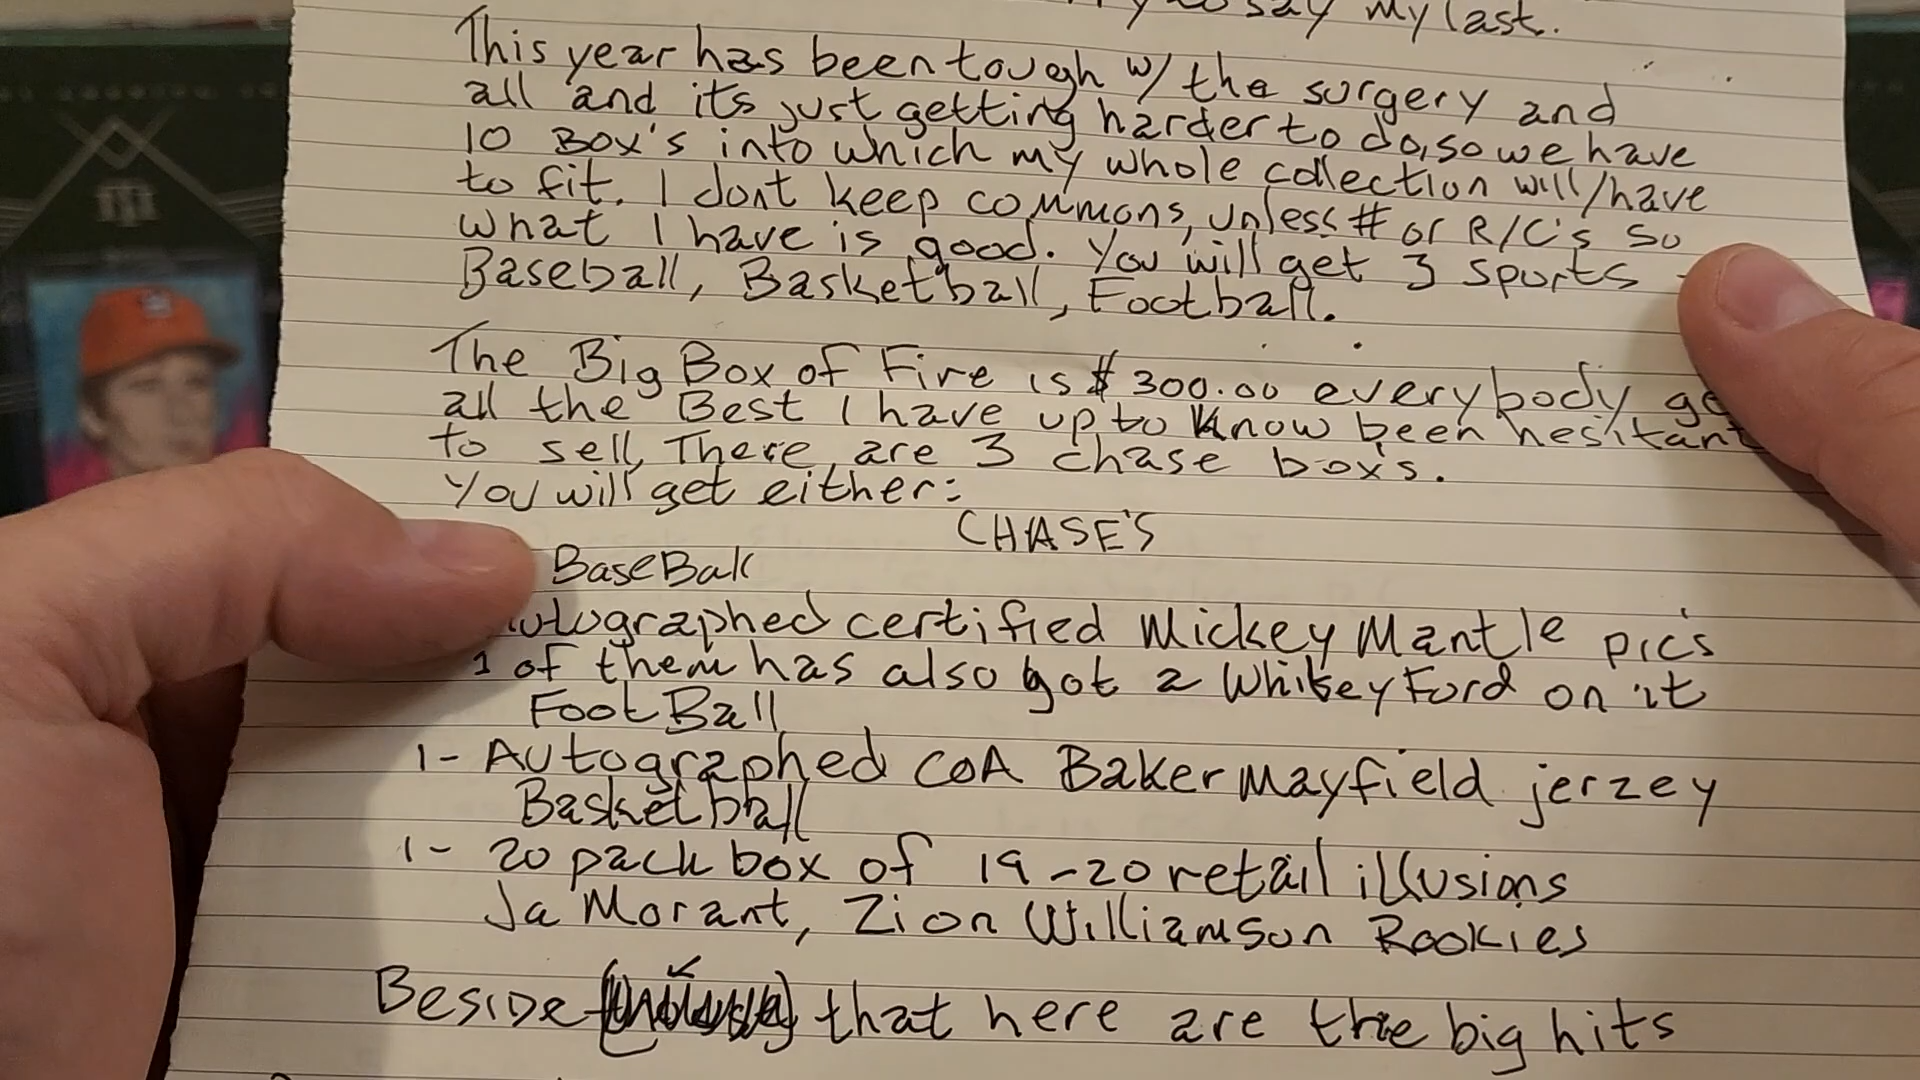 say my last.
This year has been tough w/ the surgery and
all and its just getting harder to do, so we have
10 Box's into which my whole collection will/have
to fit. I dont keep commons, unless # or R/C's so
what I have is good. You will get 3 sports
Baseball, Basketball, Football.
The Big Box of Fire is $300.00 everybody
all the Best I have up to know been hesitant
to sell, There are 3 chase box's.
You will get either:
CHASE'S
BaseBall
certified Mickey Mantle pic's
1 of them has also got a Whitey Ford on it
FootBall
1- Autographed COA Baker Mayfield jerzey
Basketball
1- 20 pack box of 19-20 retail illusions
Ja Morant, Zion Williamson Rookies
Beside that here are the big hits